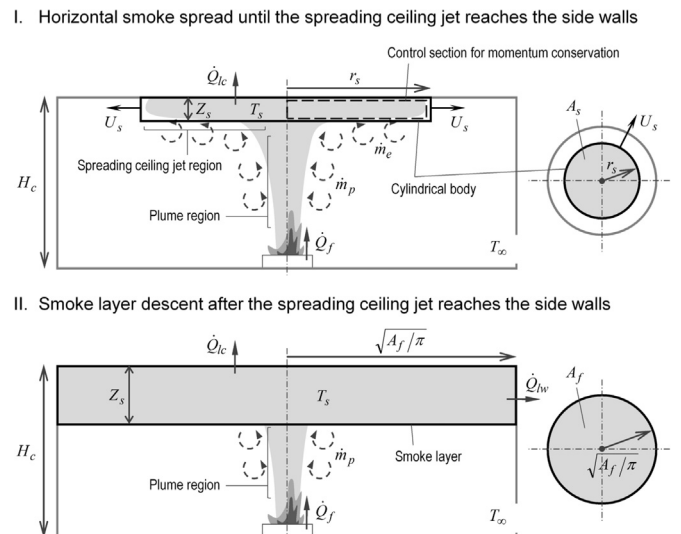 I. Horizontal smoke spread until the spreading ceiling jet reaches the side walls
Control section for momentum conservation
Q̇lc
rs
Zs
Ts
Us
Us
As
Us
rs
ṁe
Spreading ceiling jet region
Hc
ṁp
Cylindrical body
Plume region
Q̇f
T∞
II. Smoke layer descent after the spreading ceiling jet reaches the side walls
Q̇lc
√Af/π
Zs
Ts
Q̇lw
Af
Hc
ṁp
Smoke layer
√Af/π
Plume region
Q̇f
T∞